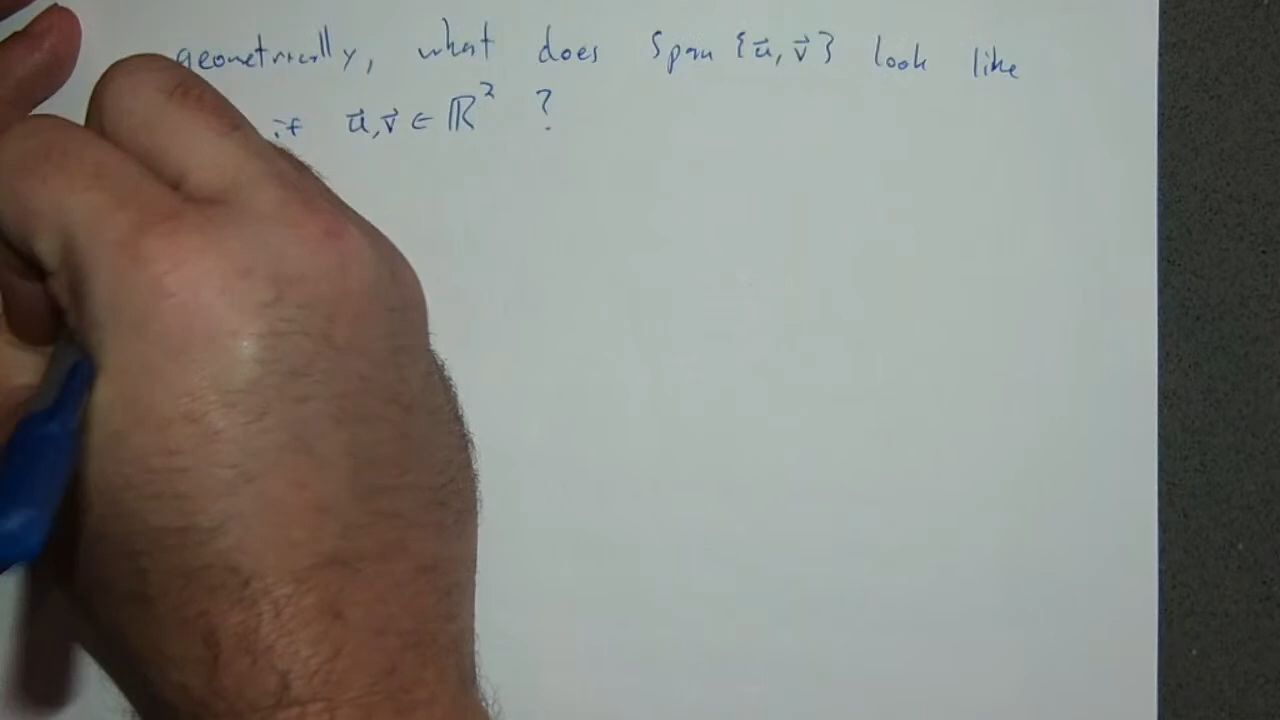 geometrically, what does Span {u⃗, v⃗} look like
if u⃗, v⃗ ∈ ℝ² ?